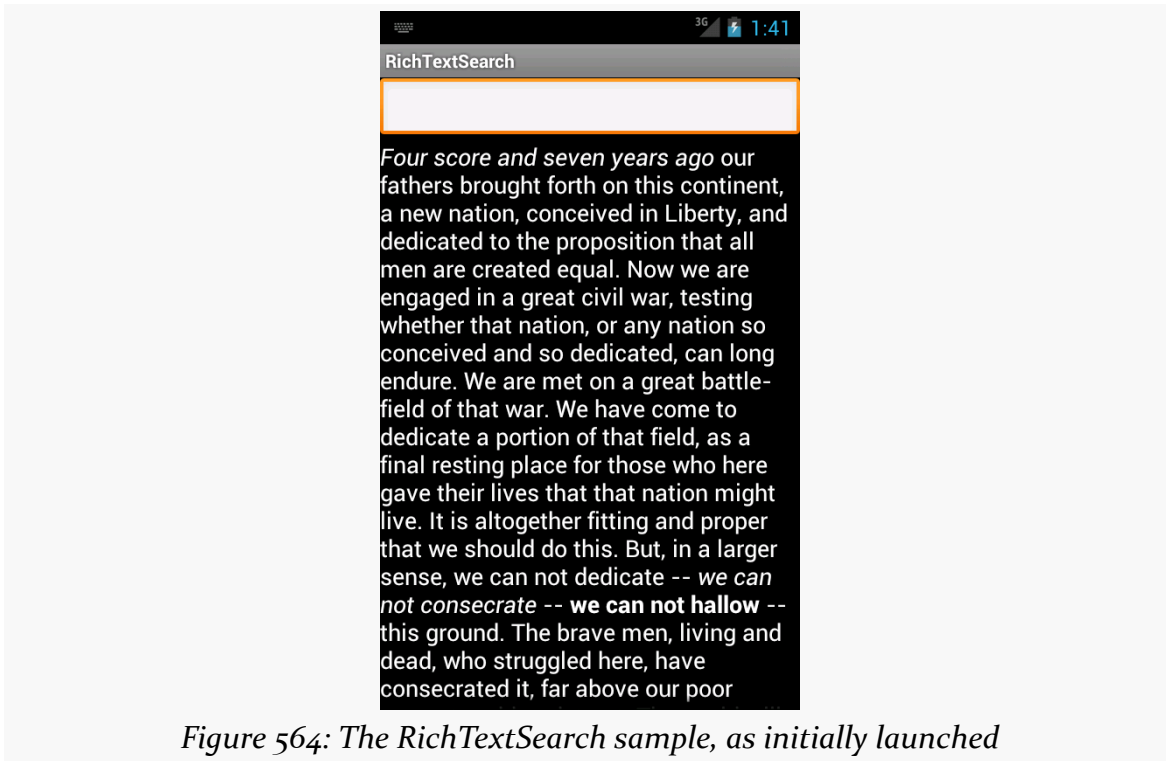 3G 1:41
RichTextSearch
Four score and seven years ago our
fathers brought forth on this continent,
a new nation, conceived in Liberty, and
dedicated to the proposition that all
men are created equal. Now we are
engaged in a great civil war, testing
whether that nation, or any nation so
conceived and so dedicated, can long
endure. We are met on a great battle-
field of that war. We have come to
dedicate a portion of that field, as a
final resting place for those who here
gave their lives that that nation might
live. It is altogether fitting and proper
that we should do this. But, in a larger
sense, we can not dedicate -- we can
not consecrate -- we can not hallow --
this ground. The brave men, living and
dead, who struggled here, have
consecrated it, far above our poor
Figure 564: The RichTextSearch sample, as initially launched